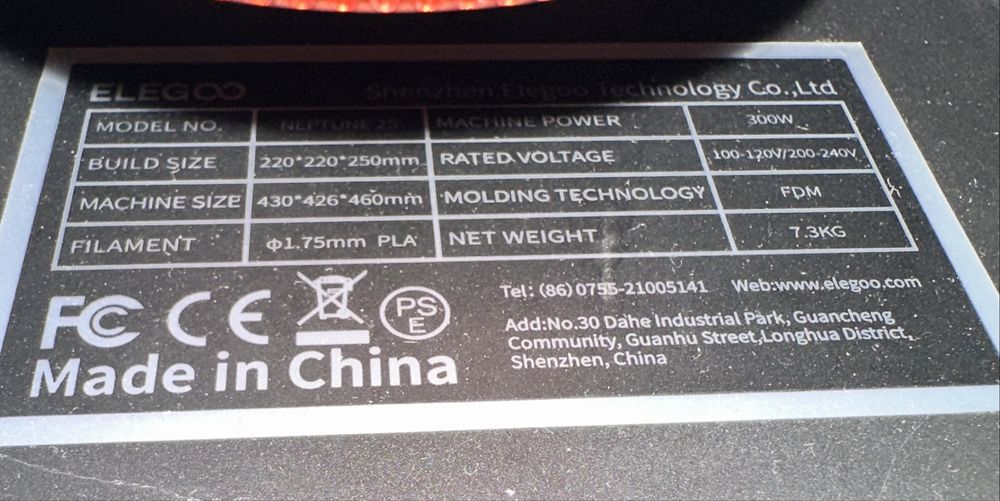 ELEGOO Shenzhen Elegoo Technology Co.,Ltd
MODEL NO. NEPTUNE 2S MACHINE POWER 300W
BUILD SIZE 220*220*250mm RATED VOLTAGE 100-120V/200-240V
MACHINE SIZE 430*426*460mm MOLDING TECHNOLOGY FDM
FILAMENT Φ1.75mm PLA NET WEIGHT 7.3KG
FC CE PSE
Made in China
Tel: (86) 0755-21005141 Web:www.elegoo.com
Add:No.30 Dahe Industrial Park, Guancheng
Community, Guanhu Street,Longhua District,
Shenzhen, China